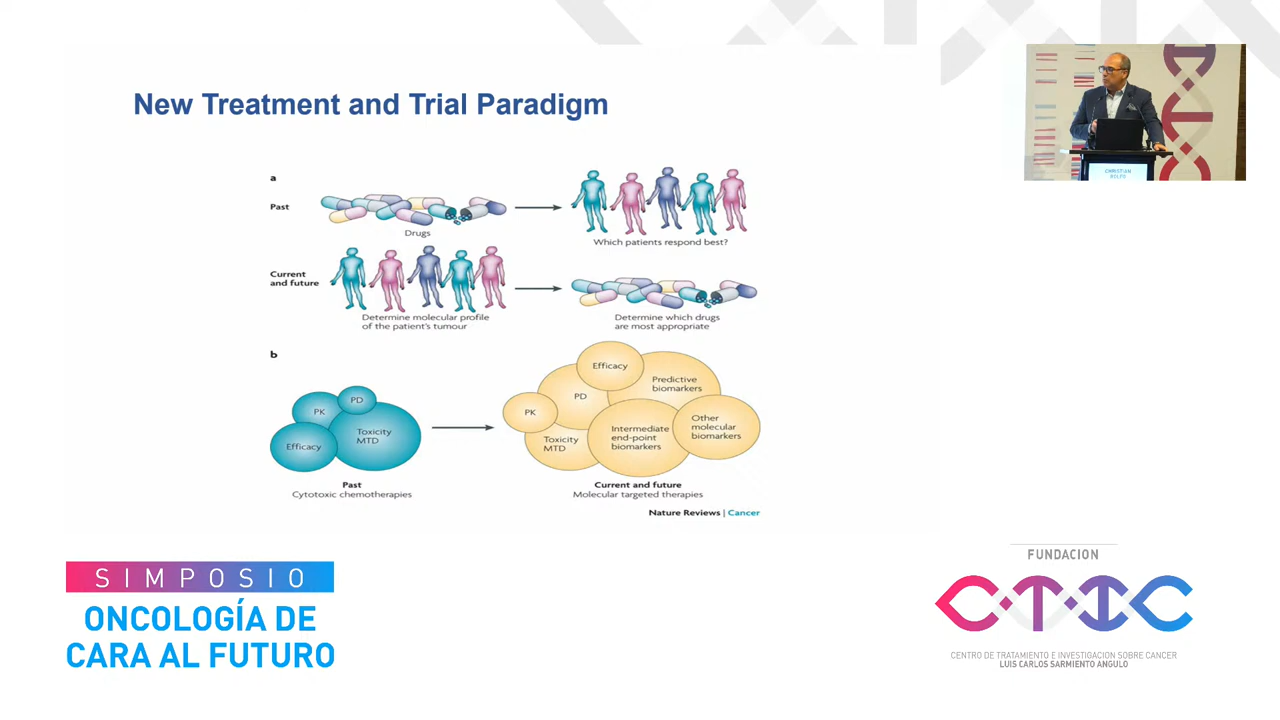 New Treatment and Trial Paradigm
a
Past
Drugs
Which patients respond best?
Current
and future
Determine molecular profile
of the patient's tumour
Determine which drugs
are most appropriate
b
PK
PD
Toxicity
MTD
Efficacy
Past
Cytotoxic chemotherapies
Efficacy
Predictive
biomarkers
PD
PK
Toxicity
MTD
Intermediate
end-point
biomarkers
Other
molecular
biomarkers
Current and future
Molecular targeted therapies
Nature Reviews | Cancer
CHRISTIAN
ROLFO
SIMPOSIO
ONCOLOGÍA DE
CARA AL FUTURO
FUNDACION
CTIC
CENTRO DE TRATAMIENTO E INVESTIGACION SOBRE CANCER
LUIS CARLOS SARMIENTO ANGULO